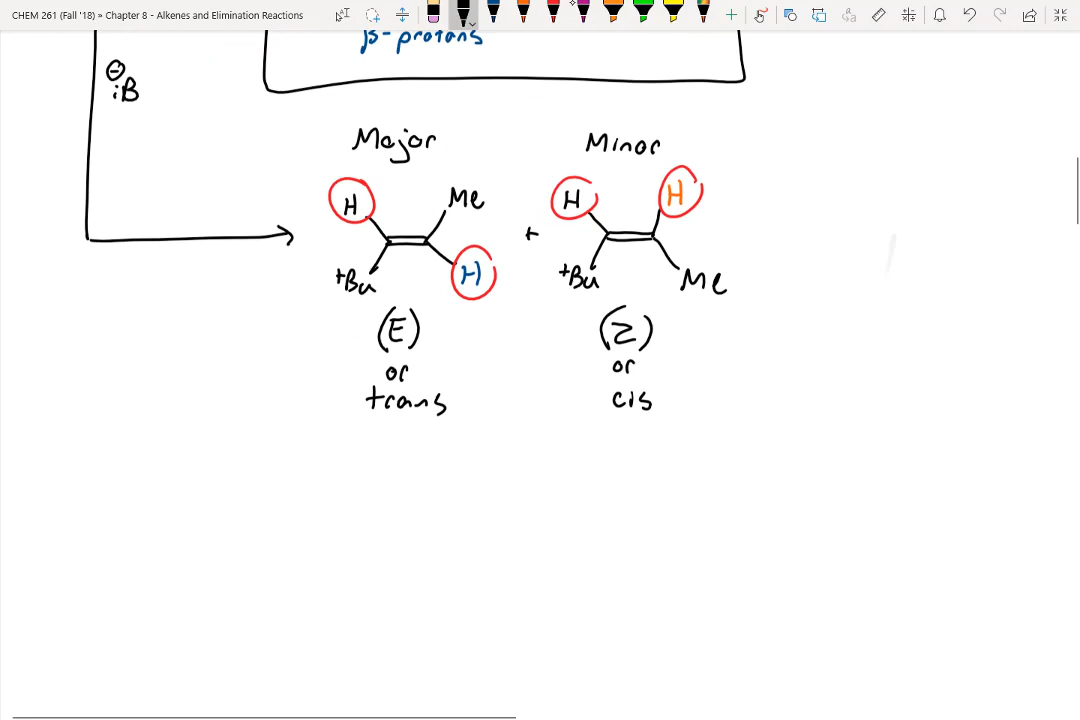 CHEM 261 (Fall '18) » Chapter 8 - Alkenes and Elimination Reactions
β-protons
⊖
:B
Major
Minor
H
Me
H
H
+
tBu
H
tBu
Me
(E)
(Z)
or
or
trans
cis